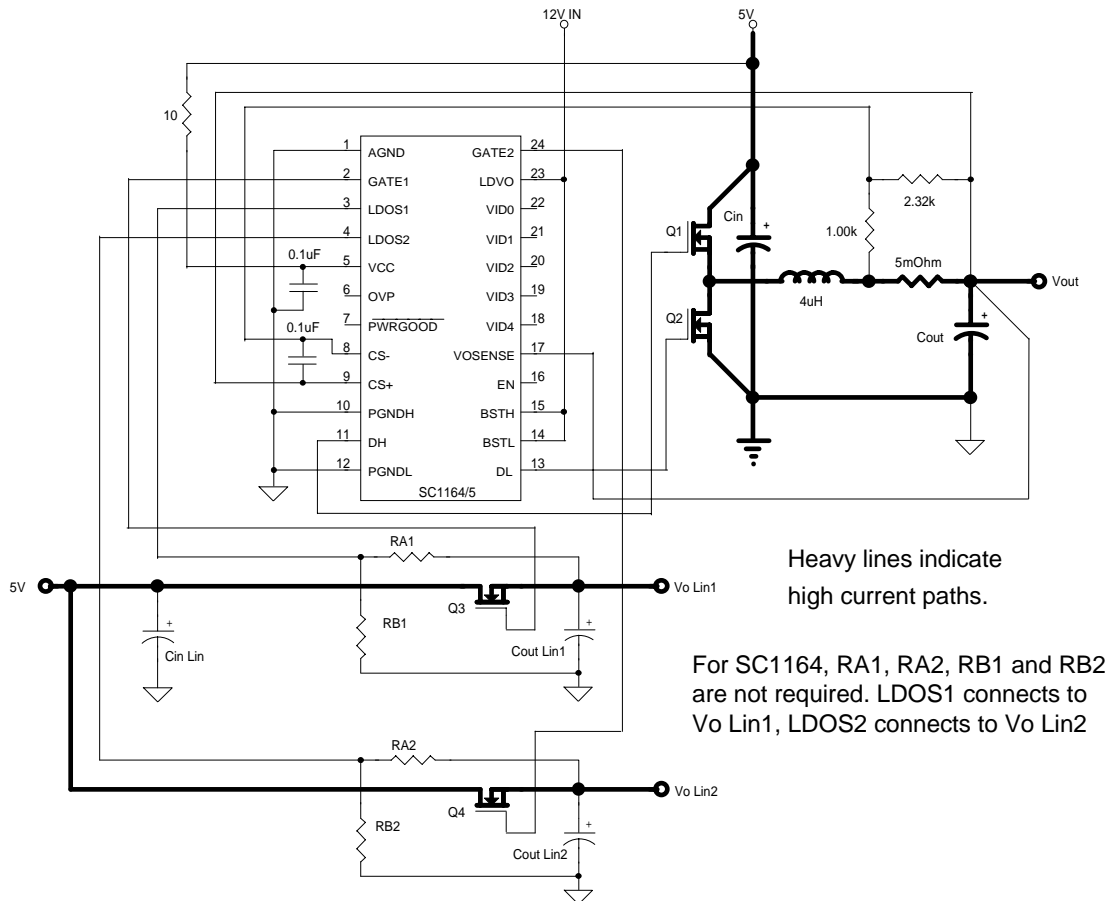 12V IN
5V
10
1 AGND GATE2 24
2 GATE1 LDVO 23
3 LDOS1 VID0 22
4 LDOS2 VID1 21
0.1uF
5 VCC VID2 20
6 OVP VID3 19
0.1uF
7 PWRGOOD VID4 18
8 CS- VOSENSE 17
9 CS+ EN 16
10 PGNDH BSTH 15
11 DH BSTL 14
12 PGNDL DL 13
SC1164/5
Q1
Cin
+
2.32k
1.00k
5mOhm
4uH
Vout
Q2
+
Cout
RA1
5V
Vo Lin1
Q3
+
Cin Lin
RB1
+
Cout Lin1
Heavy lines indicate
high current paths.
For SC1164, RA1, RA2, RB1 and RB2
are not required. LDOS1 connects to
Vo Lin1, LDOS2 connects to Vo Lin2
RA2
Vo Lin2
Q4
RB2
+
Cout Lin2